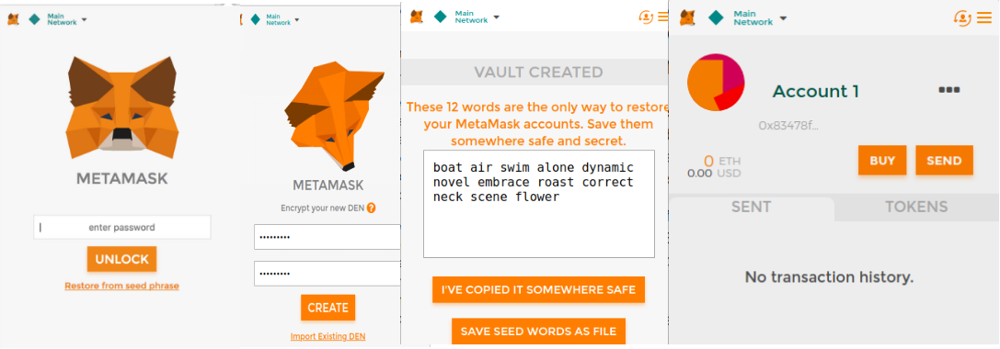 Main
Network
METAMASK
enter password
UNLOCK
Restore from seed phrase
Main
Network
METAMASK
Encrypt your new DEN ?
•••••••••
•••••••••
CREATE
Import Existing DEN
Main
Network
VAULT CREATED
These 12 words are the only way to restore
your MetaMask accounts. Save them
somewhere safe and secret.
boat air swim alone dynamic
novel embrace roast correct
neck scene flower
I'VE COPIED IT SOMEWHERE SAFE
SAVE SEED WORDS AS FILE
Main
Network
Account 1
0x83478f...
0 ETH
0.00 USD
BUY
SEND
SENT
TOKENS
No transaction history.